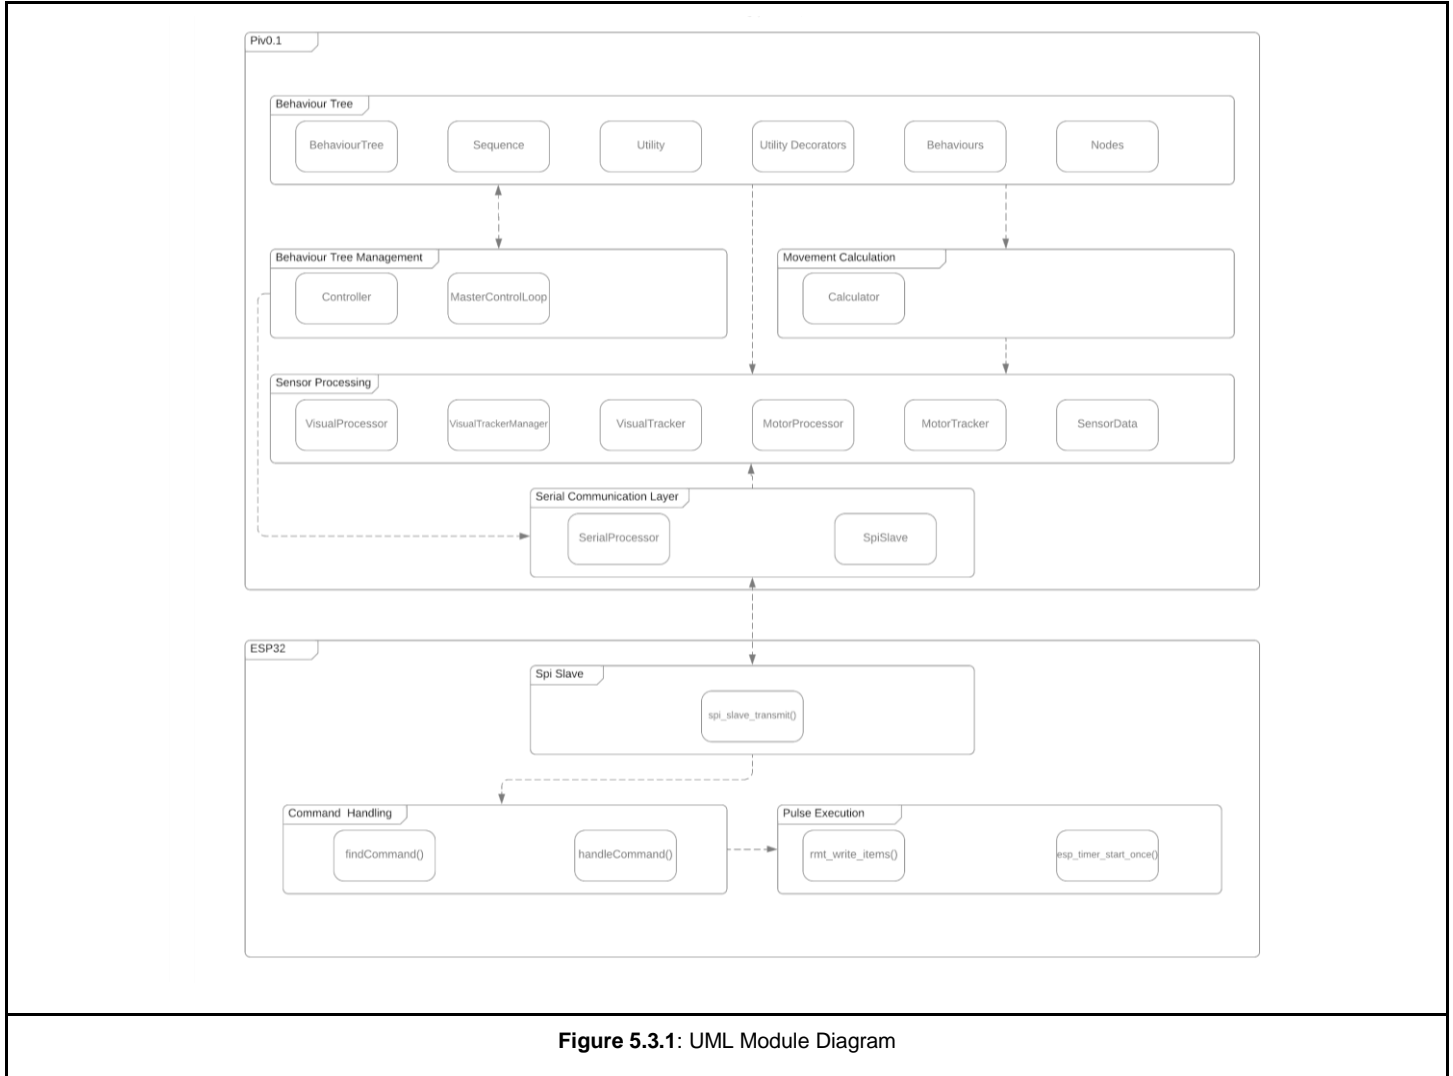 Piv0.1
Behaviour Tree
BehaviourTree
Sequence
Utility
Utility Decorators
Behaviours
Nodes
Behaviour Tree Management
Controller
MasterControlLoop
Movement Calculation
Calculator
Sensor Processing
VisualProcessor
VisualTrackerManager
VisualTracker
MotorProcessor
MotorTracker
SensorData
Serial Communication Layer
SerialProcessor
SpiSlave
ESP32
Spi Slave
spi_slave_transmit()
Command Handling
findCommand()
handleCommand()
Pulse Execution
rmt_write_items()
esp_timer_start_once()
Figure 5.3.1: UML Module Diagram